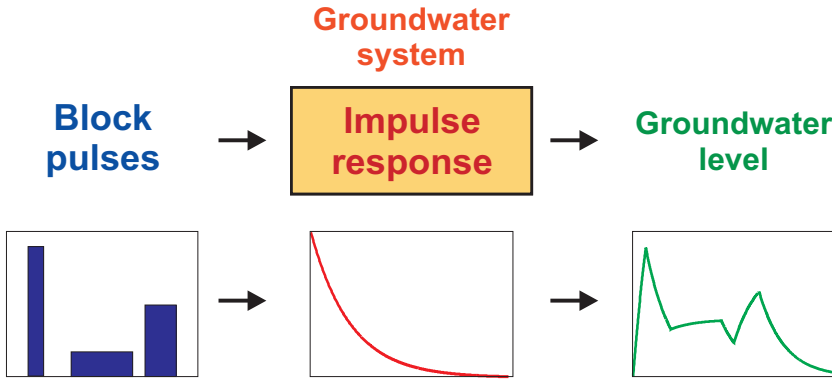 Groundwater
system
Block
pulses
Impulse
response
Groundwater
level